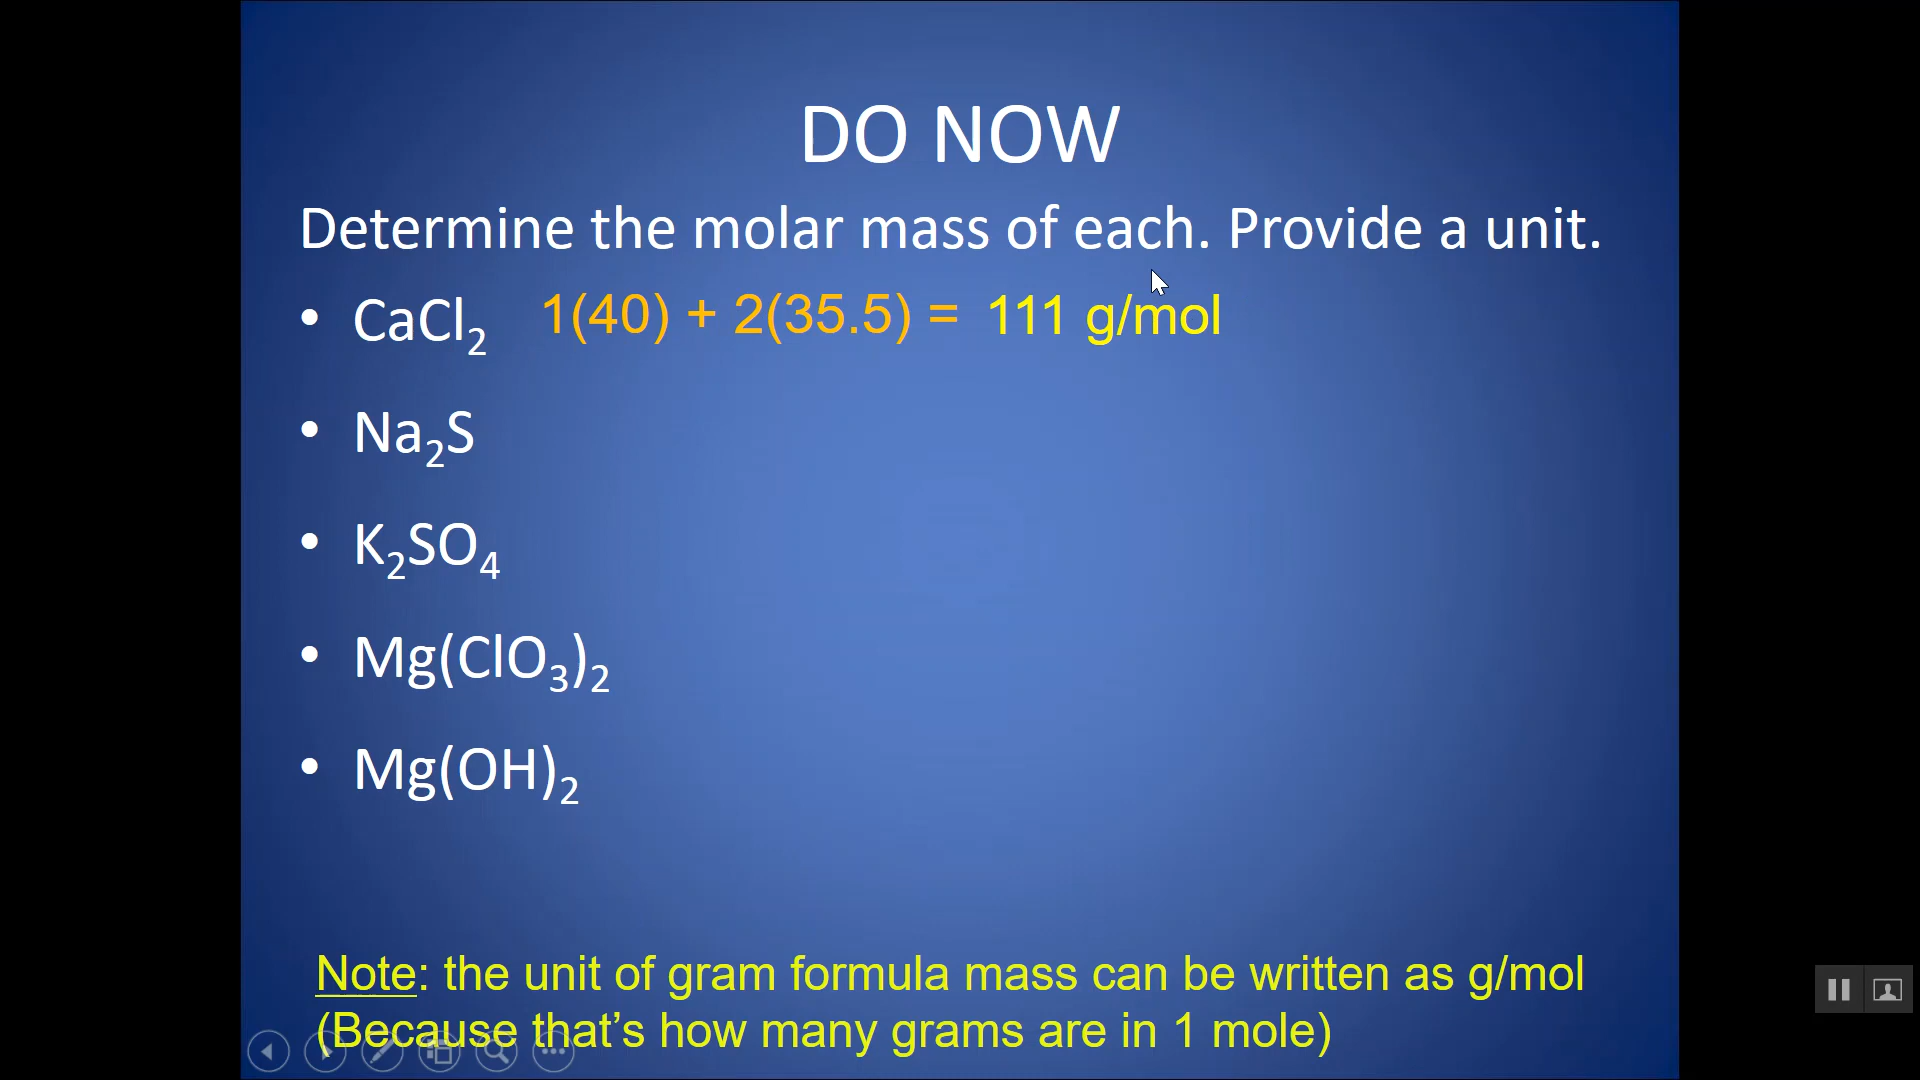 DO NOW
Determine the molar mass of each. Provide a unit.
• CaCl₂ 1(40) + 2(35.5) = 111 g/mol
• Na₂S
• K₂SO₄
• Mg(ClO₃)₂
• Mg(OH)₂
Note: the unit of gram formula mass can be written as g/mol
(Because that’s how many grams are in 1 mole)